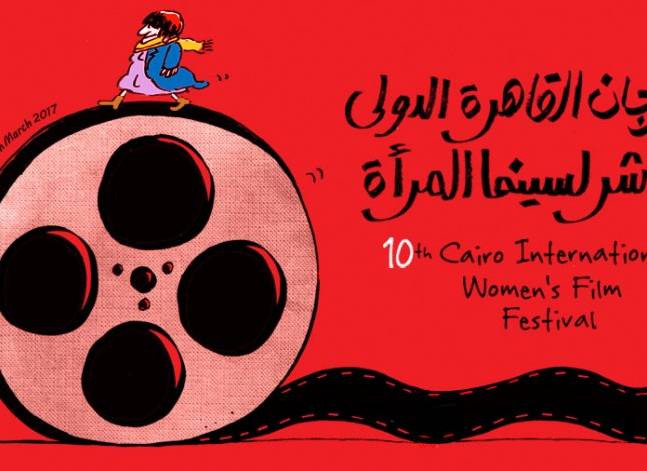 h March 2017
جان القاهرة الدولى
شر لسينما المرأة
10th Cairo Internation
Women's Film
Festival